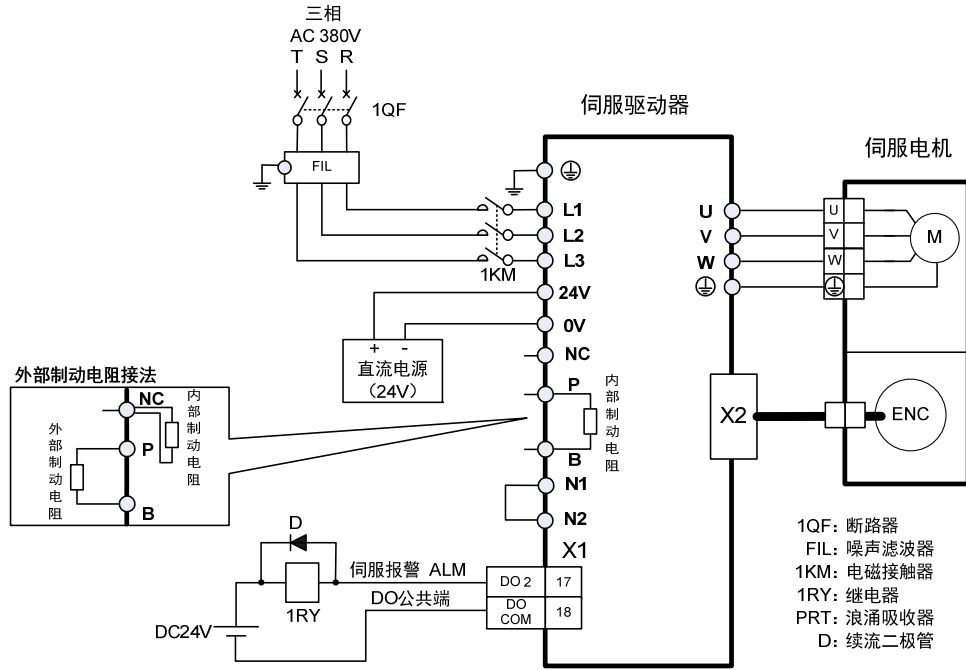 三相
AC 380V
T S R
1QF
FIL
伺服驱动器
伺服电机
L1
L2
L3
1KM
24V
0V
NC
P
B
N1
N2
X1
内部制动电阻
+ -
直流电源
(24V)
U
V
W
U
V
W
M
X2
ENC
外部制动电阻接法
NC
P
B
内部制动电阻
外部制动电阻
D
1RY
DC24V
伺服报警 ALM
DO公共端
DO 2 17
DO COM 18
1QF: 断路器
FIL: 噪声滤波器
1KM: 电磁接触器
1RY: 继电器
PRT: 浪涌吸收器
D: 续流二极管